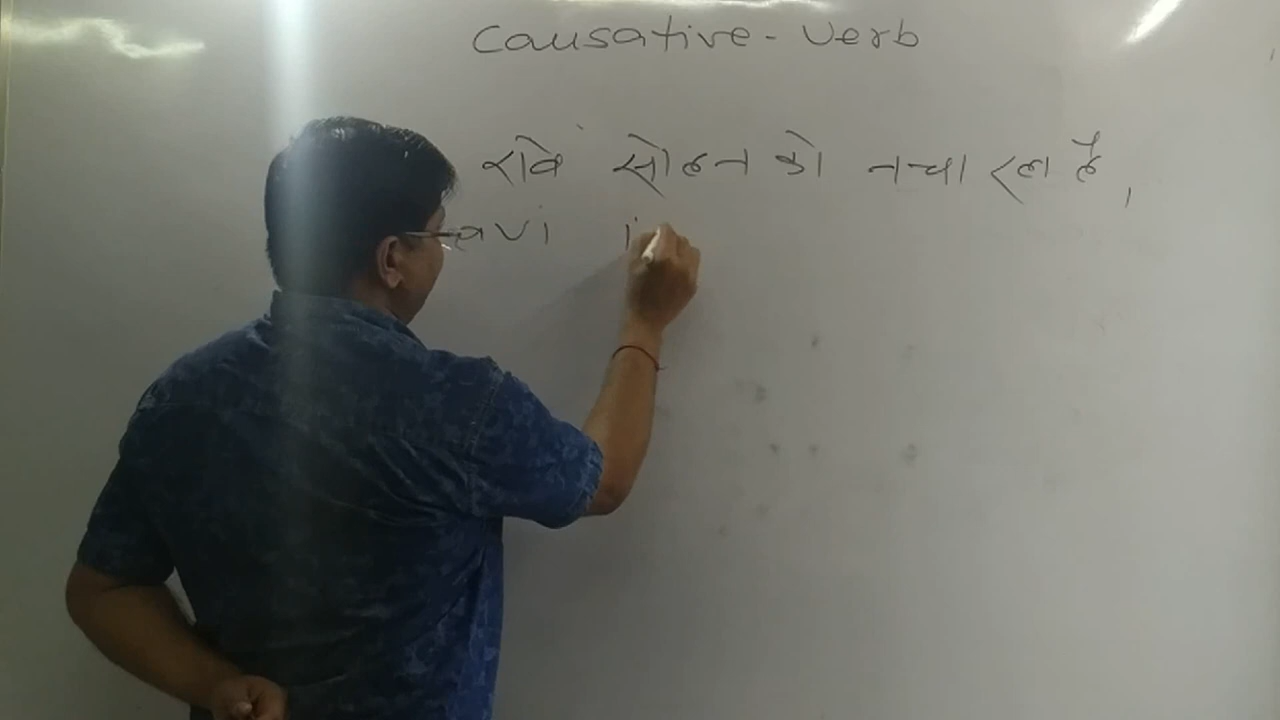 Causative - Verb
रवि सोहन को नचा रहा है,
avi i